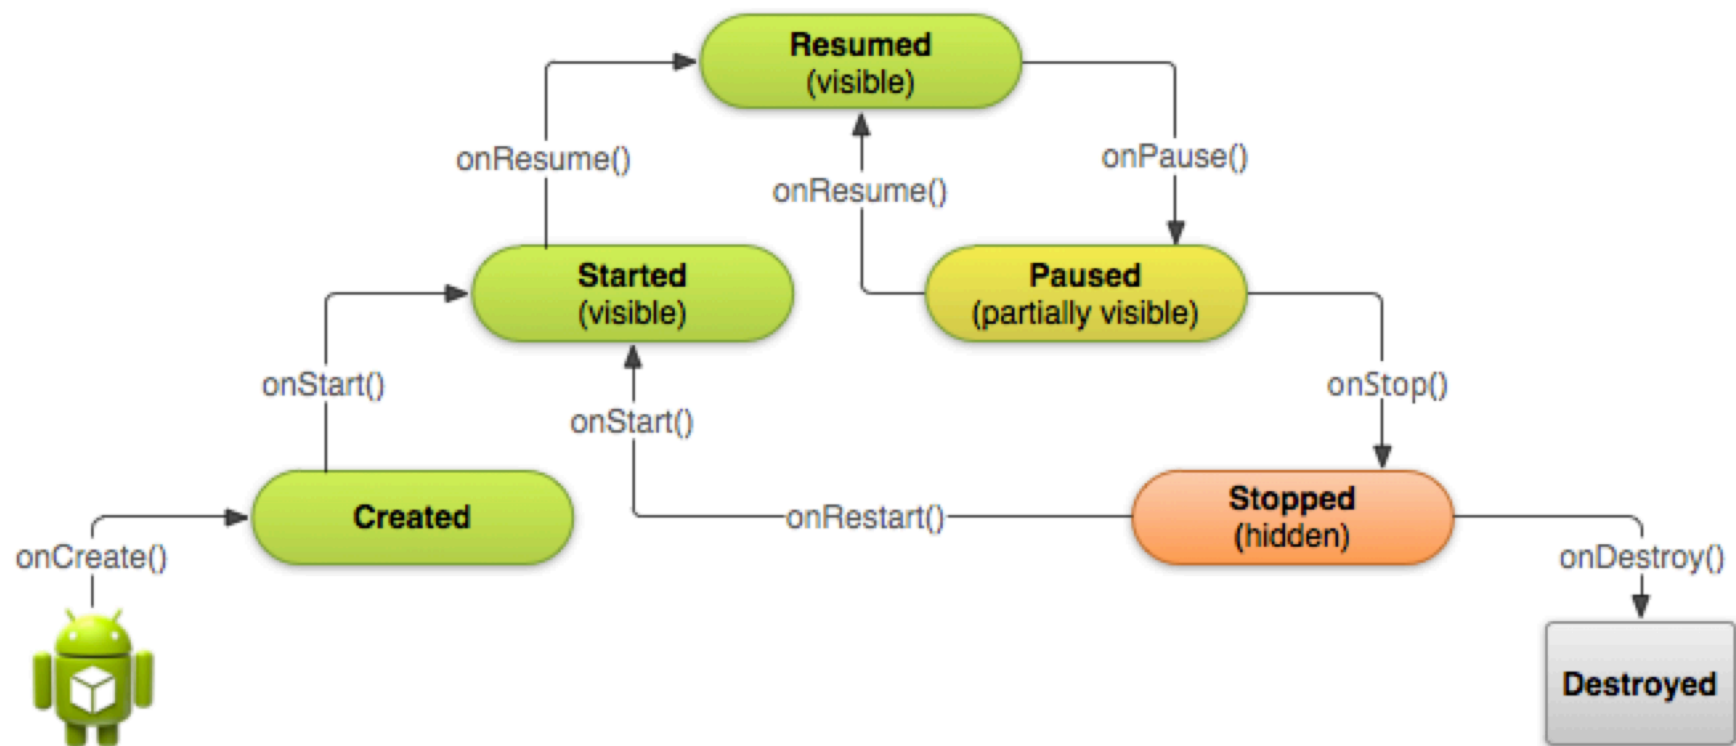 Resumed
(visible)
onResume()
onPause()
onResume()
Started
(visible)
Paused
(partially visible)
onStart()
onStop()
onStart()
Created
onRestart()
Stopped
(hidden)
onCreate()
onDestroy()
Destroyed